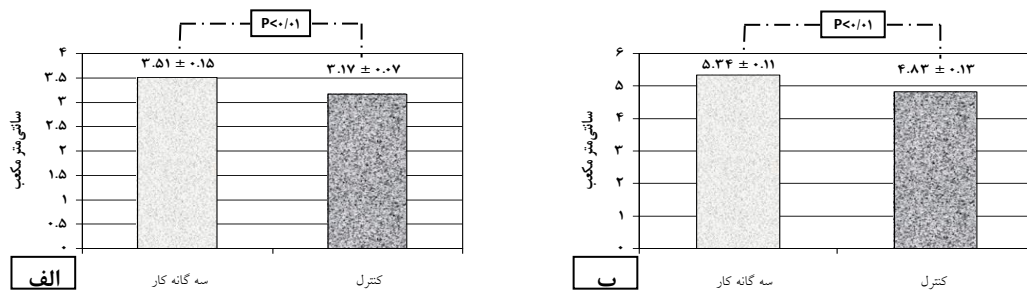 P<۰/۰۱
۳.۵۱ ± ۰.۱۵
۳.۱۷ ± ۰.۰۷
۴
۳.۵
۳
۲.۵
۲
۱.۵
۱
۰.۵
۰
سانتی‌متر مکعب
سه گانه کار
کنترل
الف
P<۰/۰۱
۵.۳۴ ± ۰.۱۱
۴.۸۳ ± ۰.۱۳
۶
۵
۴
۳
۲
۱
۰
سانتی‌متر مکعب
سه گانه کار
کنترل
ب